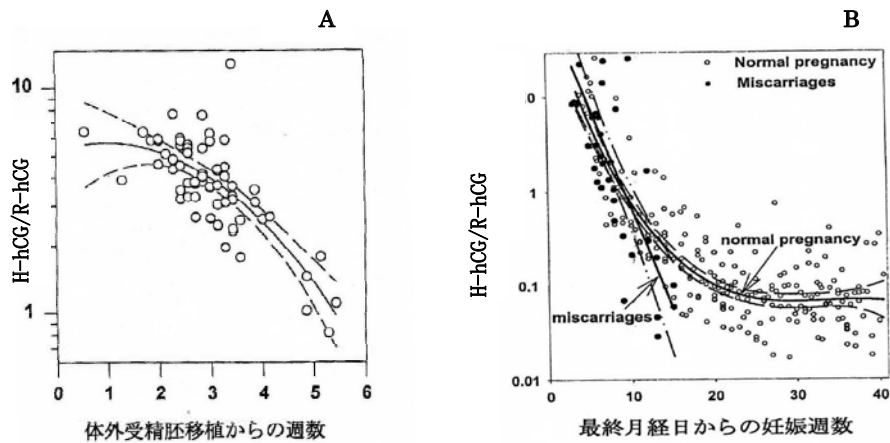 A
H-hCG/R-hCG
10
1
0
1
2
3
4
5
6
体外受精胚移植からの週数
B
H-hCG/R-hCG
Normal pregnancy
Miscarriages
normal pregnancy
miscarriages
0
1
0.1
0.01
0
10
20
30
40
最終月経日からの妊娠週数